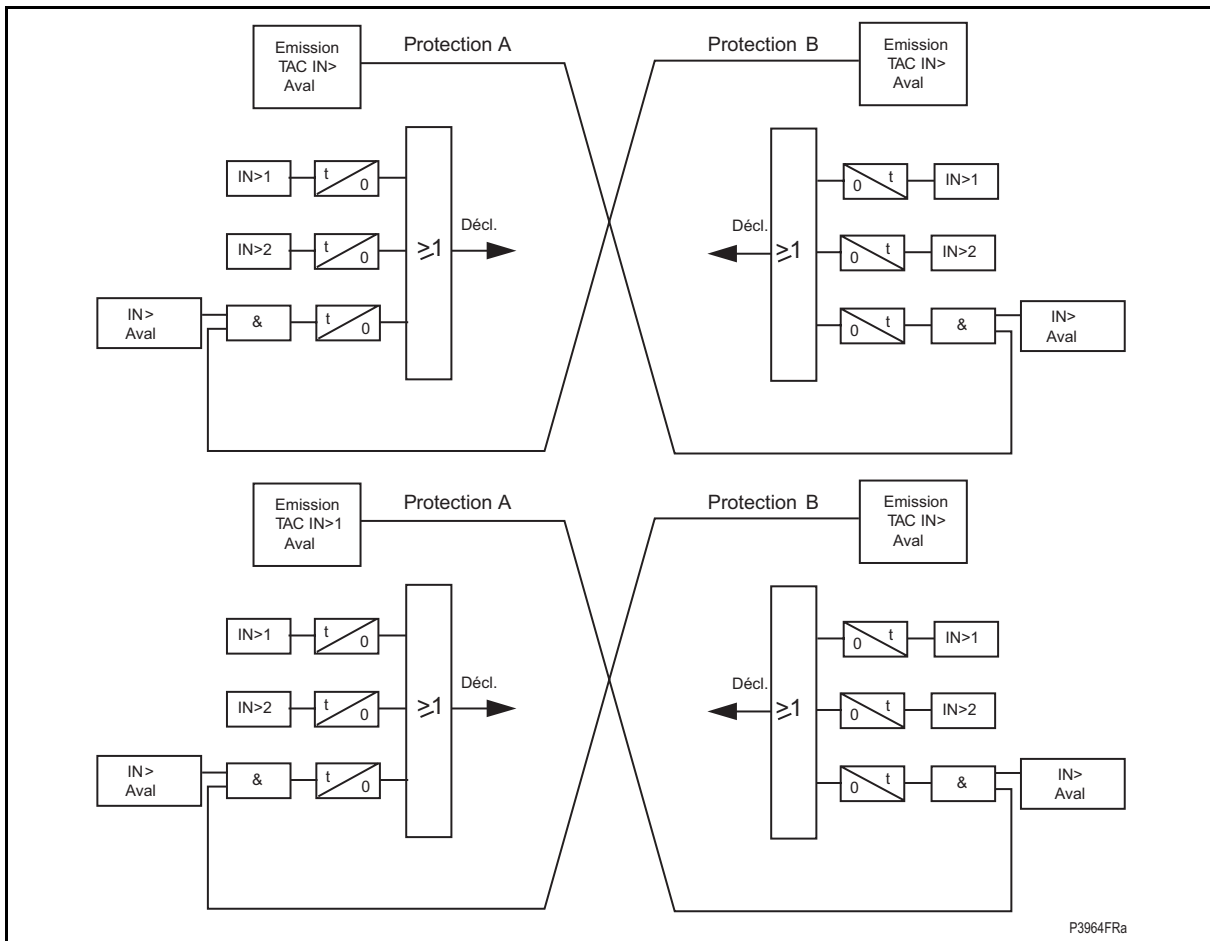 Protection A
Protection B
Emission
TAC IN>
Aval
Emission
TAC IN>
Aval
IN>1
t
0
0
t
IN>1
IN>2
t
0
Décl.
≥1
Décl.
≥1
0
t
IN>2
IN>
Aval
&
t
0
0
t
&
IN>
Aval
Protection A
Protection B
Emission
TAC IN>1
Aval
Emission
TAC IN>
Aval
IN>1
t
0
0
t
IN>1
IN>2
t
0
Décl.
≥1
Décl.
≥1
0
t
IN>2
IN>
Aval
&
t
0
0
t
&
IN>
Aval
P3964FRa